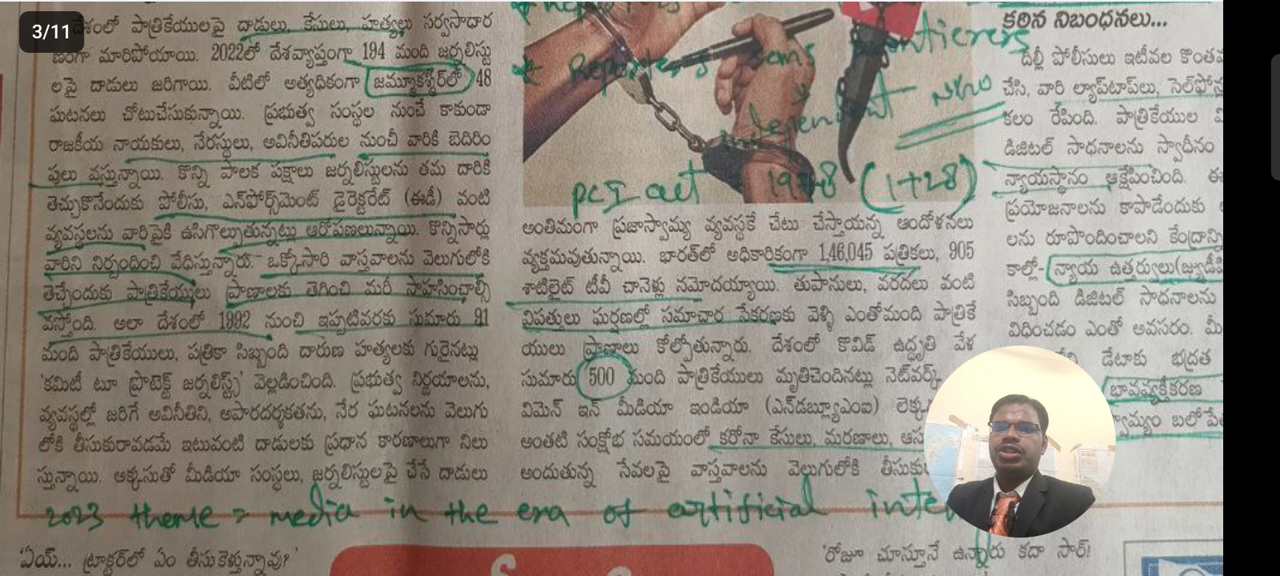 3/11
దేశంలో పాత్రికేయులపై దాడులు, కేసులు, హత్యలు సర్వసాధార
ణంగా మారిపోయాయి. 2022లో దేశవ్యాప్తంగా 194 మంది జర్నలిస్టు
లపై దాడులు జరిగాయి. వీటిలో అత్యధికంగా జమ్మూకశ్మీర్‌లో 48
ఘటనలు చోటుచేసుకున్నాయి. ప్రభుత్వ సంస్థల నుంచే కాకుండా
రాజకీయ నాయకులు, నేరస్థులు, అవినీతిపరుల నుంచీ వారికి బెదిరిం
పులు వస్తున్నాయి. కొన్ని పాలక పక్షాలు జర్నలిస్టులను తమ దారికి
తెచ్చుకొనేందుకు పోలీసు, ఎన్‌ఫోర్స్‌మెంట్ డైరెక్టరేట్ (ఈడీ) వంటి
వ్యవస్థలను వారిపైకి ఉసిగొల్పుతున్నట్లు ఆరోపణలున్నాయి. కొన్నిసార్లు
వారిని నిర్బంధించి వేధిస్తున్నారు. ఒక్కోసారి వాస్తవాలను వెలుగులోకి
తెచ్చేందుకు పాత్రికేయులు ప్రాణాలకు తెగించి మరీ సాహసించాల్సి
వస్తోంది. అలా దేశంలో 1992 నుంచి ఇప్పటివరకు సుమారు 91
మంది పాత్రికేయులు, పత్రికా సిబ్బంది దారుణ హత్యలకు గురైనట్లు
'కమిటీ టూ ప్రొటెక్ట్ జర్నలిస్ట్స్' వెల్లడించింది. ప్రభుత్వ నిర్ణయాలను,
వ్యవస్థల్లో జరిగే అవినీతిని, అపారదర్శకతను, నేర ఘటనలను వెలుగు
లోకి తీసుకురావడమే ఇటువంటి దాడులకు ప్రధాన కారణాలుగా నిలు
స్తున్నాయి. అక్కసుతో మీడియా సంస్థలు, జర్నలిస్టులపై చేసే దాడులు
independent NGO
PCI act 1978 (1+28)
అంతిమంగా ప్రజాస్వామ్య వ్యవస్థకే చేటు చేస్తాయన్న ఆందోళనలు
వ్యక్తమవుతున్నాయి. భారత్‌లో అధికారికంగా 1,46,045 పత్రికలు, 905
శాటిలైట్ టీవీ చానెళ్లు నమోదయ్యాయి. తుపానులు, వరదలు వంటి
విపత్తులు ఘర్షణల్లో సమాచార సేకరణకు వెళ్ళి ఎంతోమంది పాత్రికే
యులు ప్రాణాలు కోల్పోతున్నారు. దేశంలో కొవిడ్ ఉద్ధృతి వేళ
సుమారు 500 మంది పాత్రికేయులు మృతిచెందినట్లు నెట్‌వర్క్
విమెన్ ఇన్ మీడియా ఇండియా (ఎన్‌డబ్ల్యూఎంఐ) లెక్క
అంతటి సంక్షోభ సమయంలో కరోనా కేసులు, మరణాలు, ఆస
అందుతున్న సేవలపై వాస్తవాలను వెలుగులోకి తీసుకు
కఠిన నిబంధనలు...
దిల్లీ పోలీసులు ఇటీవల కొంత
చేసి, వారి ల్యాప్‌టాప్‌లు, సెల్‌ఫోన్ల
కలం రేపింది. పాత్రికేయుల వి
డిజిటల్ సాధనాలను స్వాధీనం
న్యాయస్థానం ఆక్షేపించింది. ఈ
ప్రయోజనాలను కాపాడేందుకు
లను రూపొందించాలని కేంద్రాన్ని
కాల్లో- న్యాయ ఉత్తర్వులు(జ్యుడీషి
సిబ్బంది డిజిటల్ సాధనాలను
విధించడం ఎంతో అవసరం. మీ
డేటాకు భద్రత
భావవ్యక్తీకరణ
స్వామ్యం బలోపే
2023 theme = media in the era of artificial inte
'ఏయ్... ట్రాక్టర్‌లో ఏం తీసుకెళ్తున్నావు?'
'రోజూ చూస్తూనే ఉన్నారు కదా సార్!